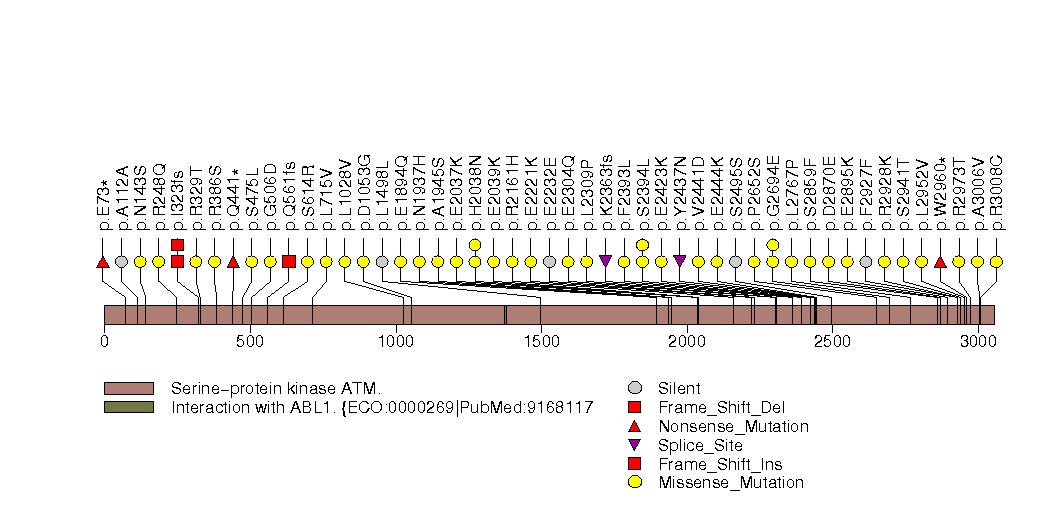 p.E73*
p.A112A
p.N143S
p.R248Q
p.I323fs
p.R329T
p.R386S
p.Q441*
p.S475L
p.G506D
p.Q561fs
p.S614R
p.L715V
p.L1028V
p.D1053G
p.L1498L
p.E1894Q
p.N1937H
p.A1945S
p.E2037K
p.H2038N
p.E2039K
p.R2161H
p.E2221K
p.E2232E
p.E2304Q
p.L2309P
p.K2363fs
p.F2393L
p.S2394L
p.E2423K
p.Y2437N
p.V2441D
p.E2444K
p.S2495S
p.P2652S
p.G2694E
p.L2767P
p.S2859F
p.D2870E
p.E2895K
p.F2927F
p.R2928K
p.S2941T
p.L2952V
p.W2960*
p.R2973T
p.A3006V
p.R3008C
0 500 1000 1500 2000 2500 3000
Serine−protein kinase ATM.
Interaction with ABL1. {ECO:0000269|PubMed:9168117
Silent
Frame_Shift_Del
Nonsense_Mutation
Splice_Site
Frame_Shift_Ins
Missense_Mutation